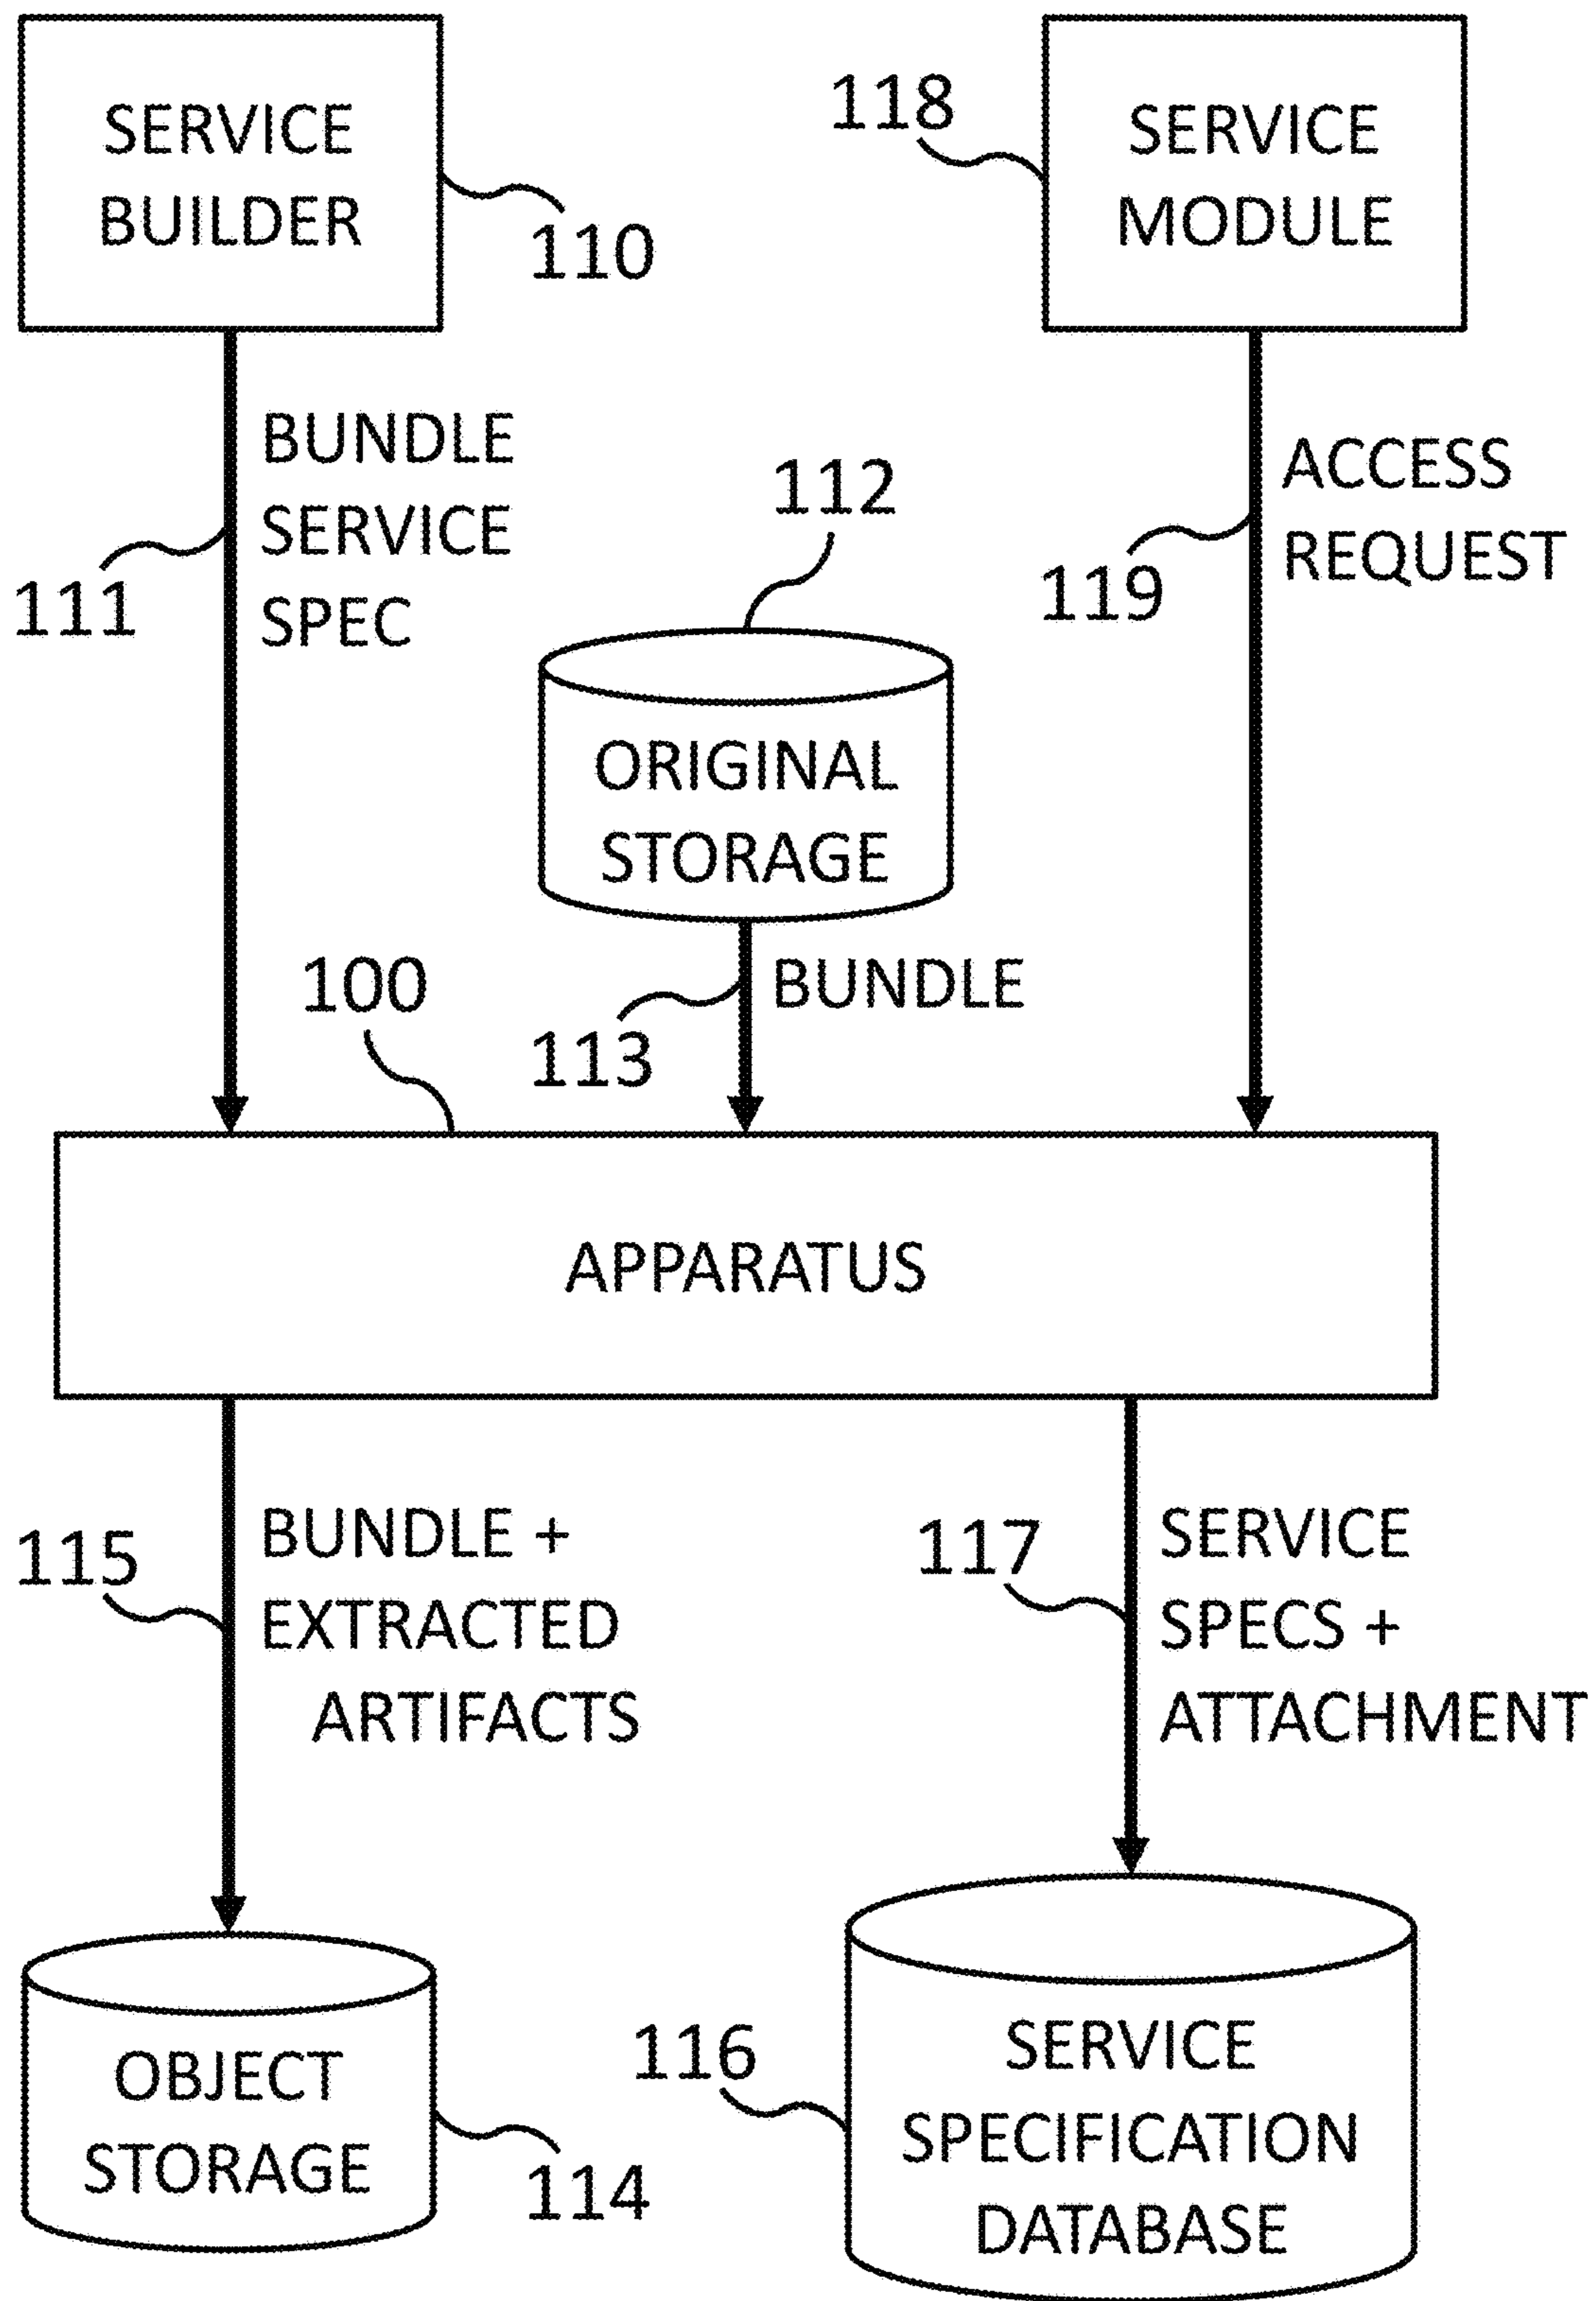 SERVICE
BUILDER
110
118
SERVICE
MODULE
BUNDLE
SERVICE
SPEC
111
112
ACCESS
REQUEST
119
ORIGINAL
STORAGE
100
113
BUNDLE
APPARATUS
115
BUNDLE +
EXTRACTED
ARTIFACTS
117
SERVICE
SPECS +
ATTACHMENT
OBJECT
STORAGE
114
116
SERVICE
SPECIFICATION
DATABASE